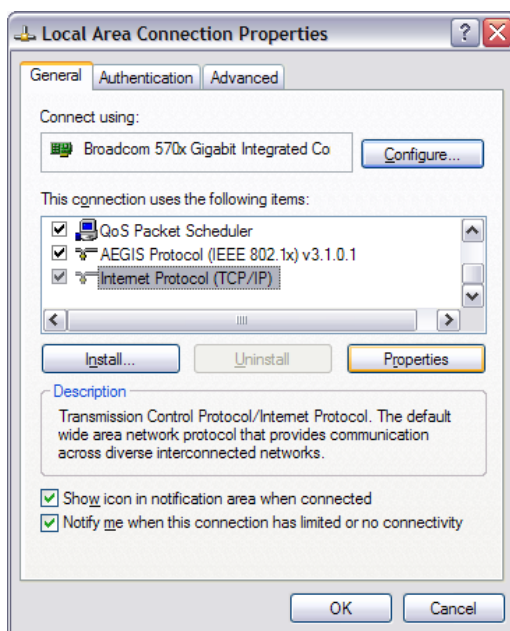 Local Area Connection Properties
General Authentication Advanced
Connect using:
Broadcom 570x Gigabit Integrated Co
Configure...
This connection uses the following items:
QoS Packet Scheduler
AEGIS Protocol (IEEE 802.1x) v3.1.0.1
Internet Protocol (TCP/IP)
Install... Uninstall Properties
Description
Transmission Control Protocol/Internet Protocol. The default
wide area network protocol that provides communication
across diverse interconnected networks.
Show icon in notification area when connected
Notify me when this connection has limited or no connectivity
OK Cancel